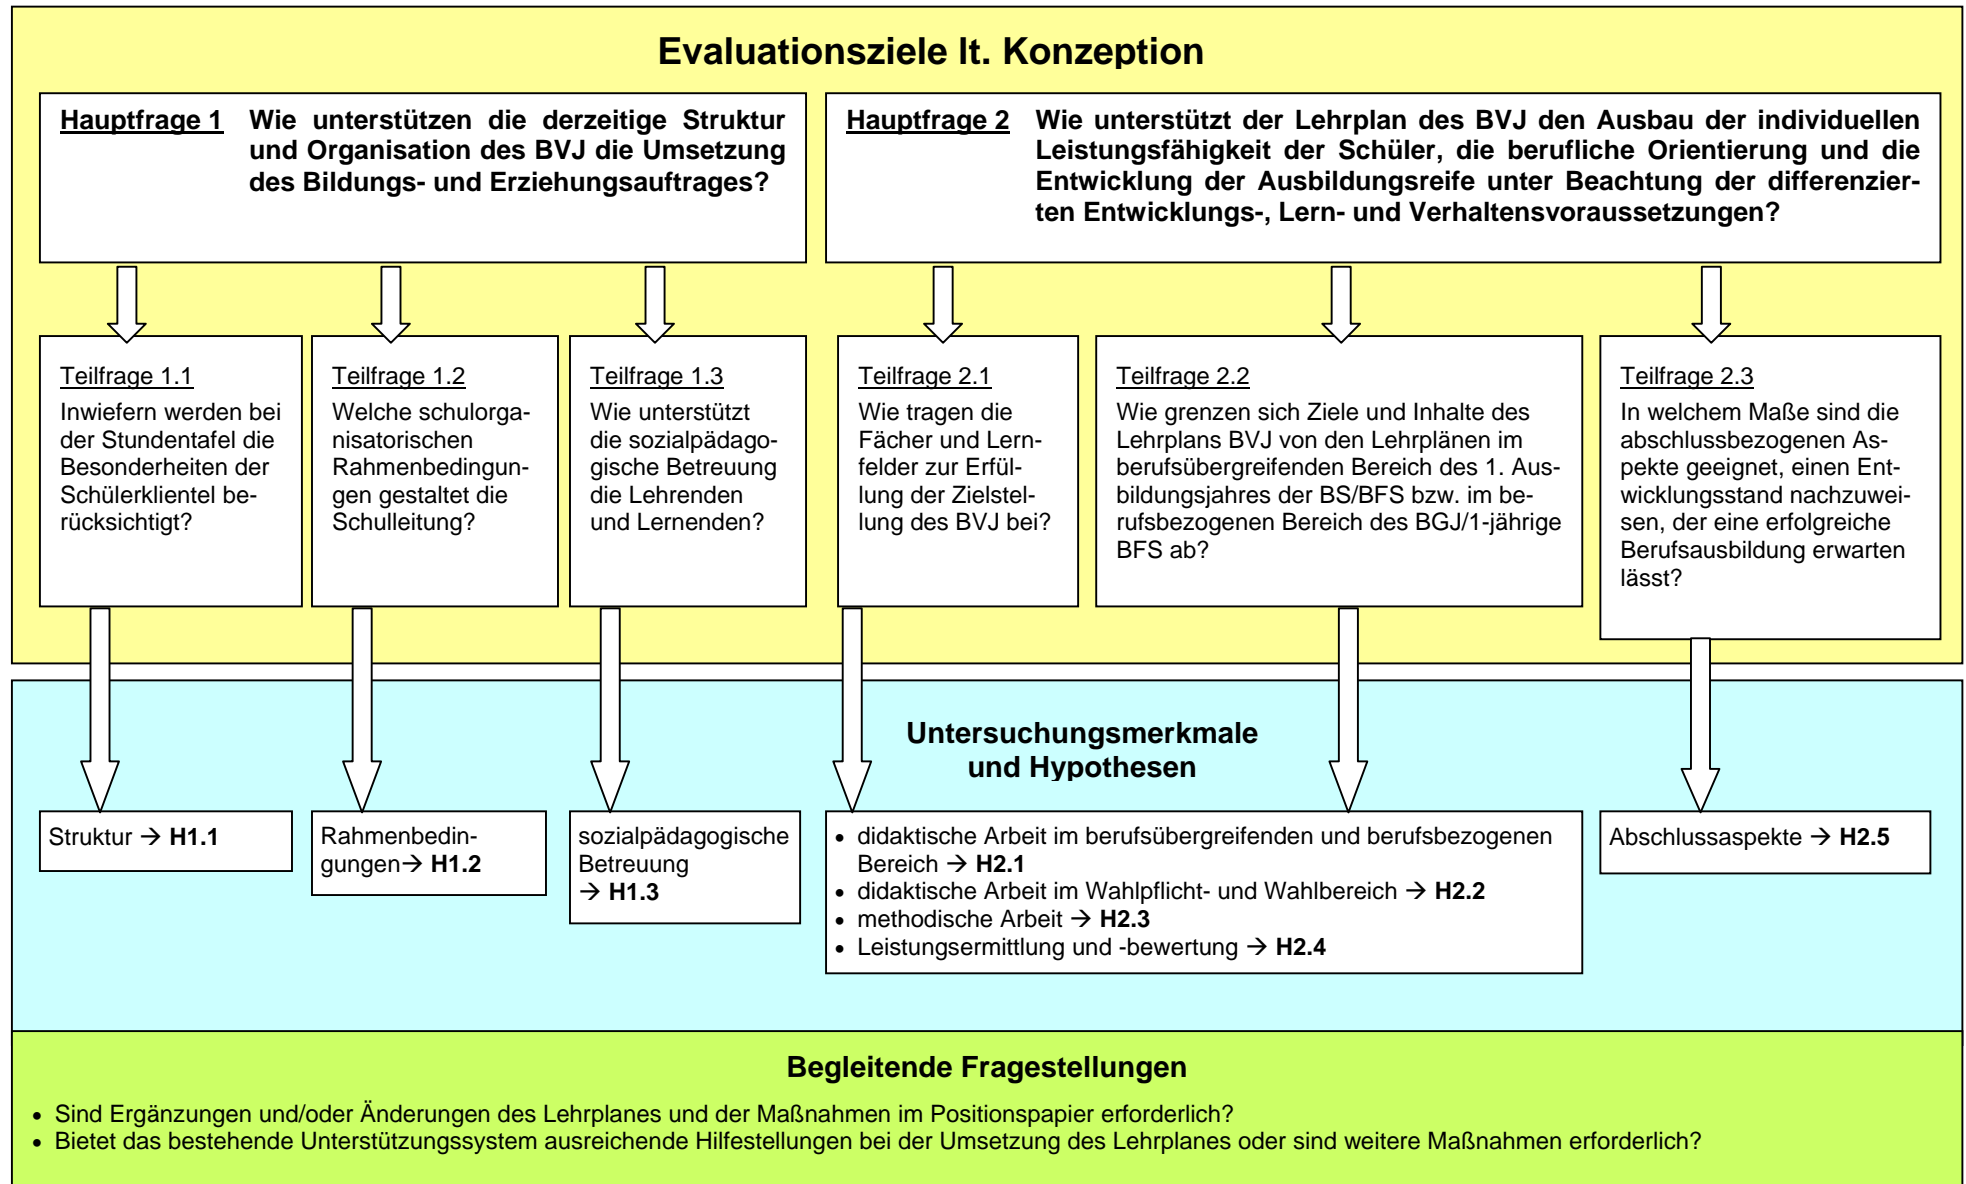 Evaluationsziele lt. Konzeption
Hauptfrage 1 Wie unterstützen die derzeitige Struktur
und Organisation des BVJ die Umsetzung
des Bildungs- und Erziehungsauftrages?
Hauptfrage 2 Wie unterstützt der Lehrplan des BVJ den Ausbau der individuellen
Leistungsfähigkeit der Schüler, die berufliche Orientierung und die
Entwicklung der Ausbildungsreife unter Beachtung der differenzier-
ten Entwicklungs-, Lern- und Verhaltensvoraussetzungen?
Teilfrage 1.1
Inwiefern werden bei
der Stundentafel die
Besonderheiten der
Schülerklientel be-
rücksichtigt?
Teilfrage 1.2
Welche schulorga-
nisatorischen
Rahmenbedingun-
gen gestaltet die
Schulleitung?
Teilfrage 1.3
Wie unterstützt
die sozialpädago-
gische Betreuung
die Lehrenden
und Lernenden?
Teilfrage 2.1
Wie tragen die
Fächer und Lern-
felder zur Erfül-
lung der Zielstel-
lung des BVJ bei?
Teilfrage 2.2
Wie grenzen sich Ziele und Inhalte des
Lehrplans BVJ von den Lehrplänen im
berufsübergreifenden Bereich des 1. Aus-
bildungsjahres der BS/BFS bzw. im be-
rufsbezogenen Bereich des BGJ/1-jährige
BFS ab?
Teilfrage 2.3
In welchem Maße sind die
abschlussbezogenen As-
pekte geeignet, einen Ent-
wicklungsstand nachzuwei-
sen, der eine erfolgreiche
Berufsausbildung erwarten
lässt?
Untersuchungsmerkmale
und Hypothesen
Struktur → H1.1
Rahmenbedin-
gungen→ H1.2
sozialpädagogische
Betreuung
→ H1.3
• didaktische Arbeit im berufsübergreifenden und berufsbezogenen
Bereich → H2.1
• didaktische Arbeit im Wahlpflicht- und Wahlbereich → H2.2
• methodische Arbeit → H2.3
• Leistungsermittlung und -bewertung → H2.4
Abschlussaspekte → H2.5
Begleitende Fragestellungen
• Sind Ergänzungen und/oder Änderungen des Lehrplanes und der Maßnahmen im Positionspapier erforderlich?
• Bietet das bestehende Unterstützungssystem ausreichende Hilfestellungen bei der Umsetzung des Lehrplanes oder sind weitere Maßnahmen erforderlich?